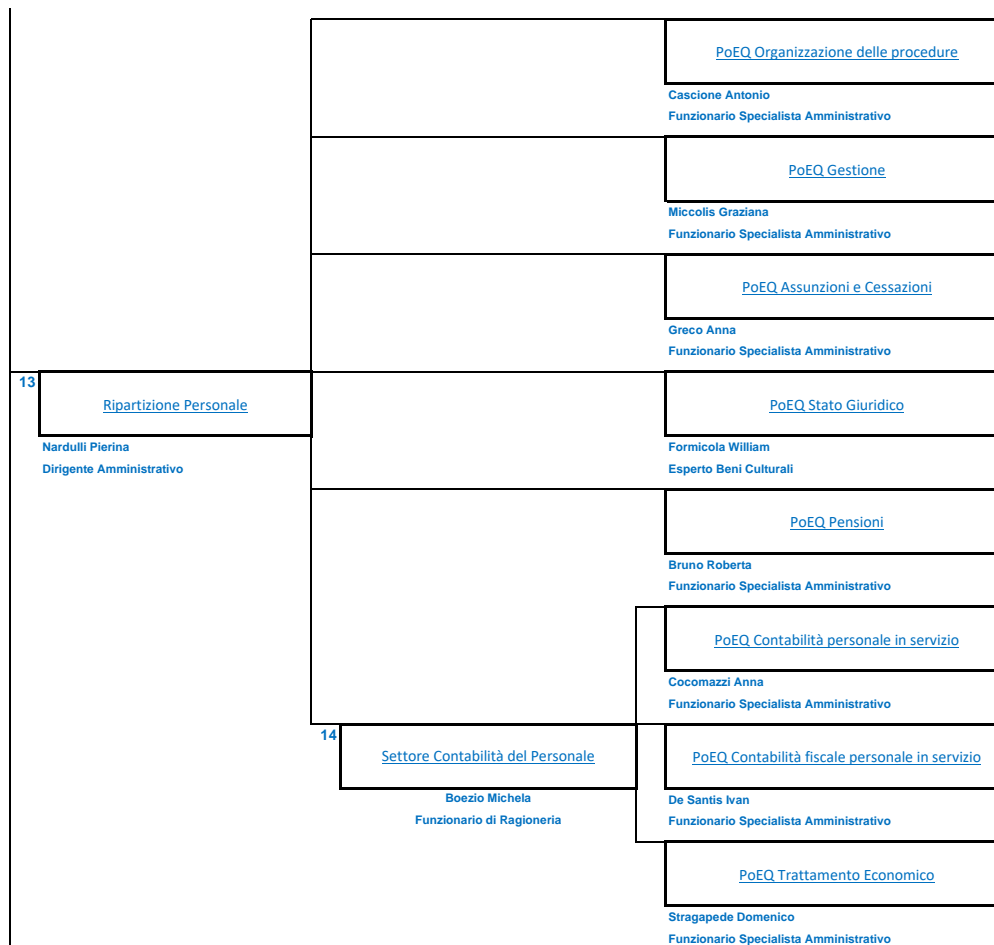 PoEQ Organizzazione delle procedure
Cascione Antonio
Funzionario Specialista Amministrativo
PoEQ Gestione
Miccolis Graziana
Funzionario Specialista Amministrativo
PoEQ Assunzioni e Cessazioni
Greco Anna
Funzionario Specialista Amministrativo
13
Ripartizione Personale
Nardulli Pierina
Dirigente Amministrativo
PoEQ Stato Giuridico
Formicola William
Esperto Beni Culturali
PoEQ Pensioni
Bruno Roberta
Funzionario Specialista Amministrativo
PoEQ Contabilità personale in servizio
Cocomazzi Anna
Funzionario Specialista Amministrativo
14
Settore Contabilità del Personale
Boezio Michela
Funzionario di Ragioneria
PoEQ Contabilità fiscale personale in servizio
De Santis Ivan
Funzionario Specialista Amministrativo
PoEQ Trattamento Economico
Stragapede Domenico
Funzionario Specialista Amministrativo